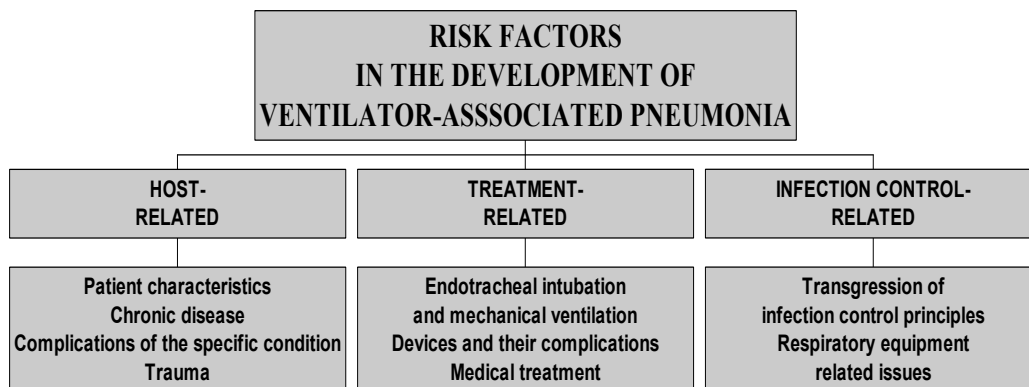 RISK FACTORS
IN THE DEVELOPMENT OF
VENTILATOR-ASSSOCIATED PNEUMONIA
HOST-
RELATED
TREATMENT-
RELATED
INFECTION CONTROL-
RELATED
Patient characteristics
Chronic disease
Complications of the specific condition
Trauma
Endotracheal intubation
and mechanical ventilation
Devices and their complications
Medical treatment
Transgression of
infection control principles
Respiratory equipment
related issues